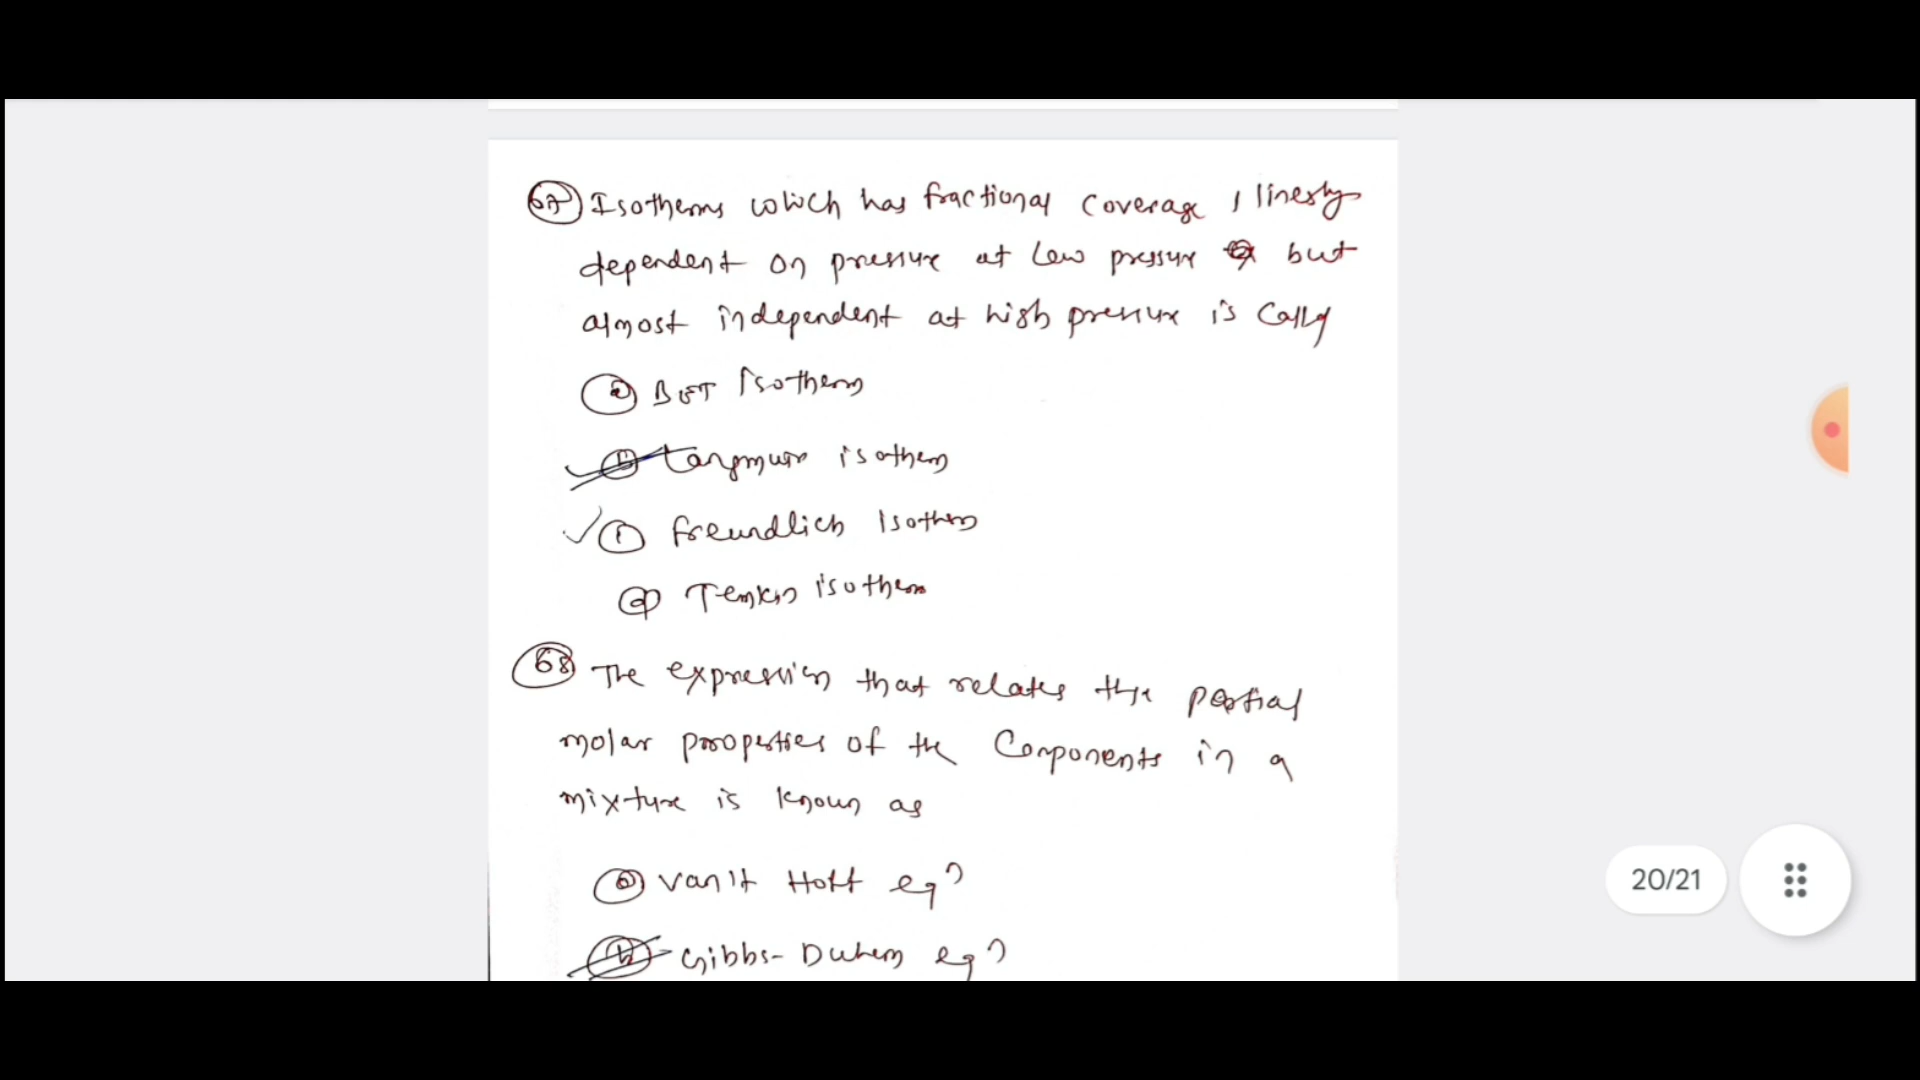 67 Isotherms which has fractional coverage, linearly
dependent on pressure at Low pressure but
almost independent at high pressure is Called
a BET Isotherm
b Langmuir isotherm
c Freundlich Isotherm
d Temkin isotherm
68 The expression that relates the partial
molar properties of the Components in a
mixture is known as
a Van't Hoff eqn
b Gibbs-Duhem eqn
20/21